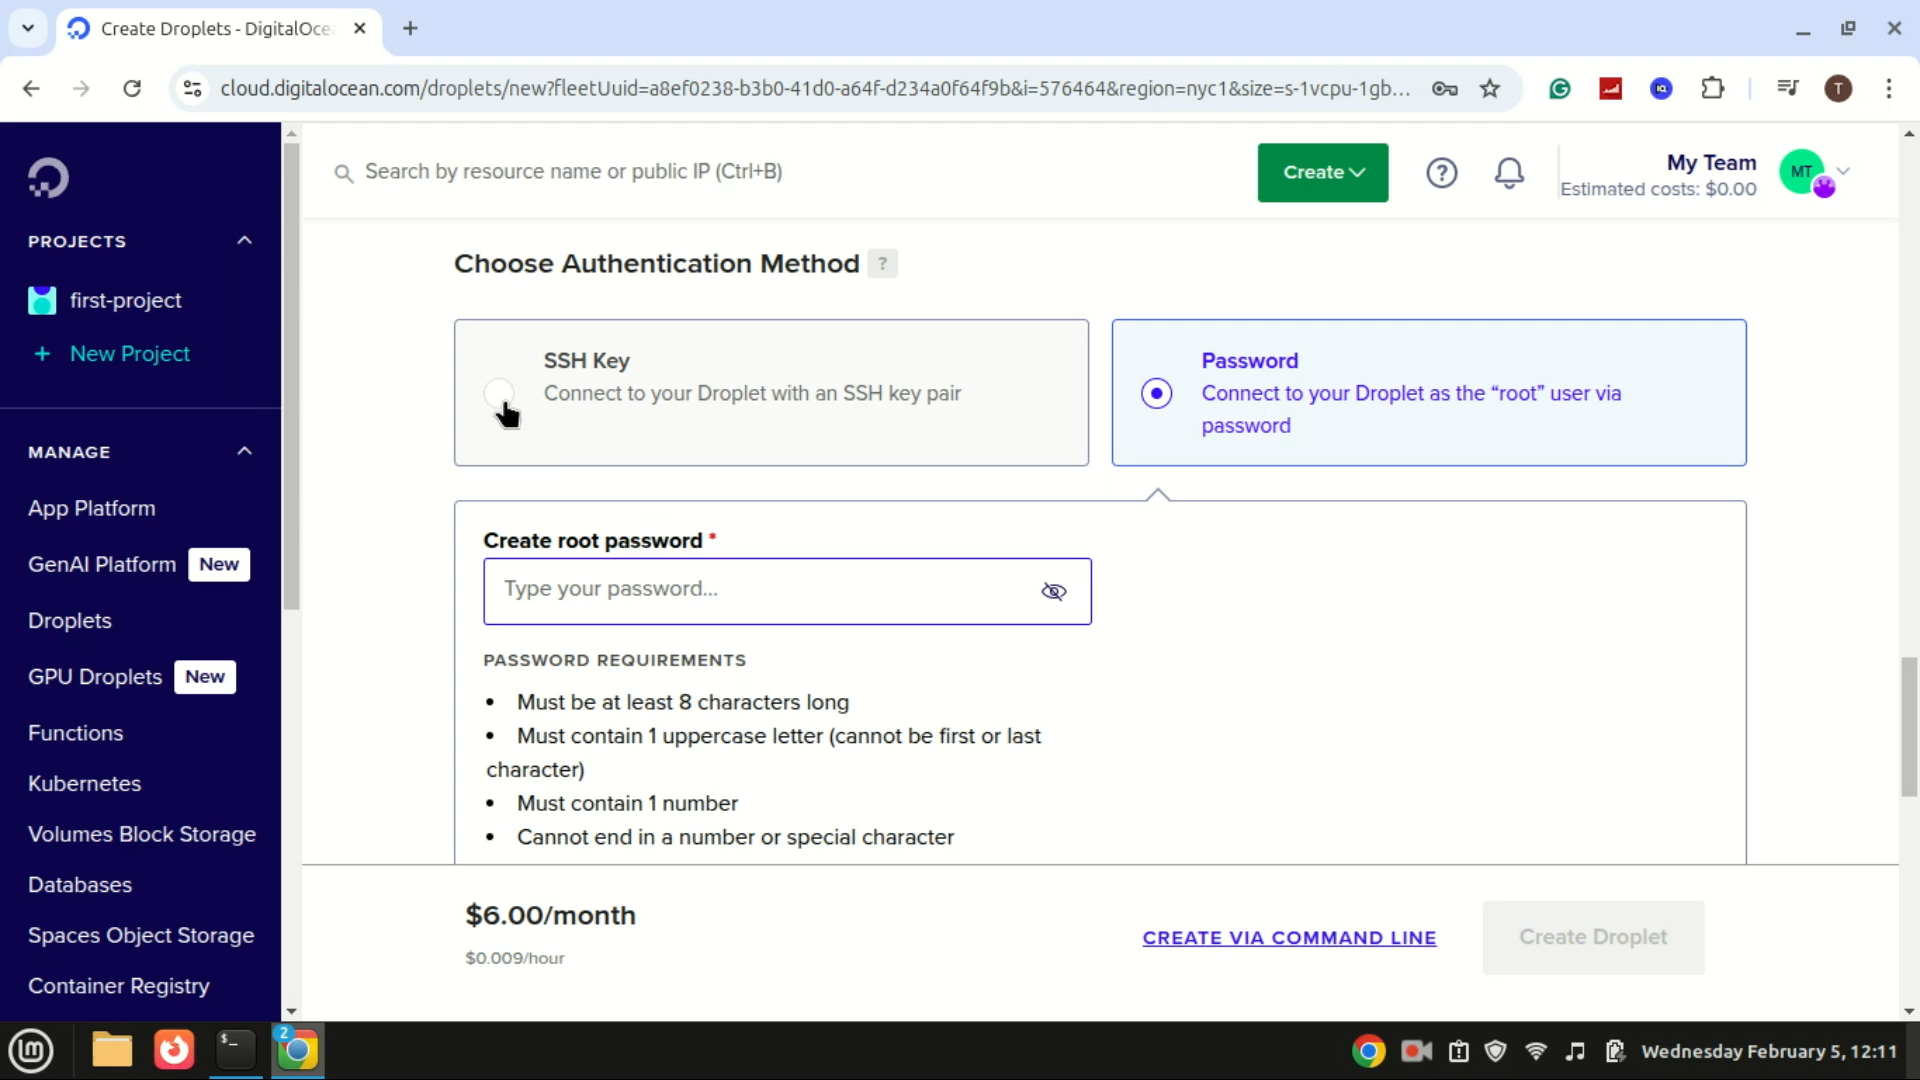 Create Droplets - DigitalOce
cloud.digitalocean.com/droplets/new?fleetUuid=a8ef0238-b3b0-41d0-a64f-d234a0f64f9b&i=576464&region=nyc1&size=s-1vcpu-1gb...
T
Search by resource name or public IP (Ctrl+B)
Create
?
My Team
Estimated costs: $0.00
MT
PROJECTS
first-project
+ New Project
MANAGE
App Platform
GenAI Platform New
Droplets
GPU Droplets New
Functions
Kubernetes
Volumes Block Storage
Databases
Spaces Object Storage
Container Registry
Choose Authentication Method ?
SSH Key
Connect to your Droplet with an SSH key pair
Password
Connect to your Droplet as the “root” user via
password
Create root password *
Type your password...
PASSWORD REQUIREMENTS
• Must be at least 8 characters long
• Must contain 1 uppercase letter (cannot be first or last
character)
• Must contain 1 number
• Cannot end in a number or special character
$6.00/month
$0.009/hour
CREATE VIA COMMAND LINE
Create Droplet
$_
2
Wednesday February 5, 12:11